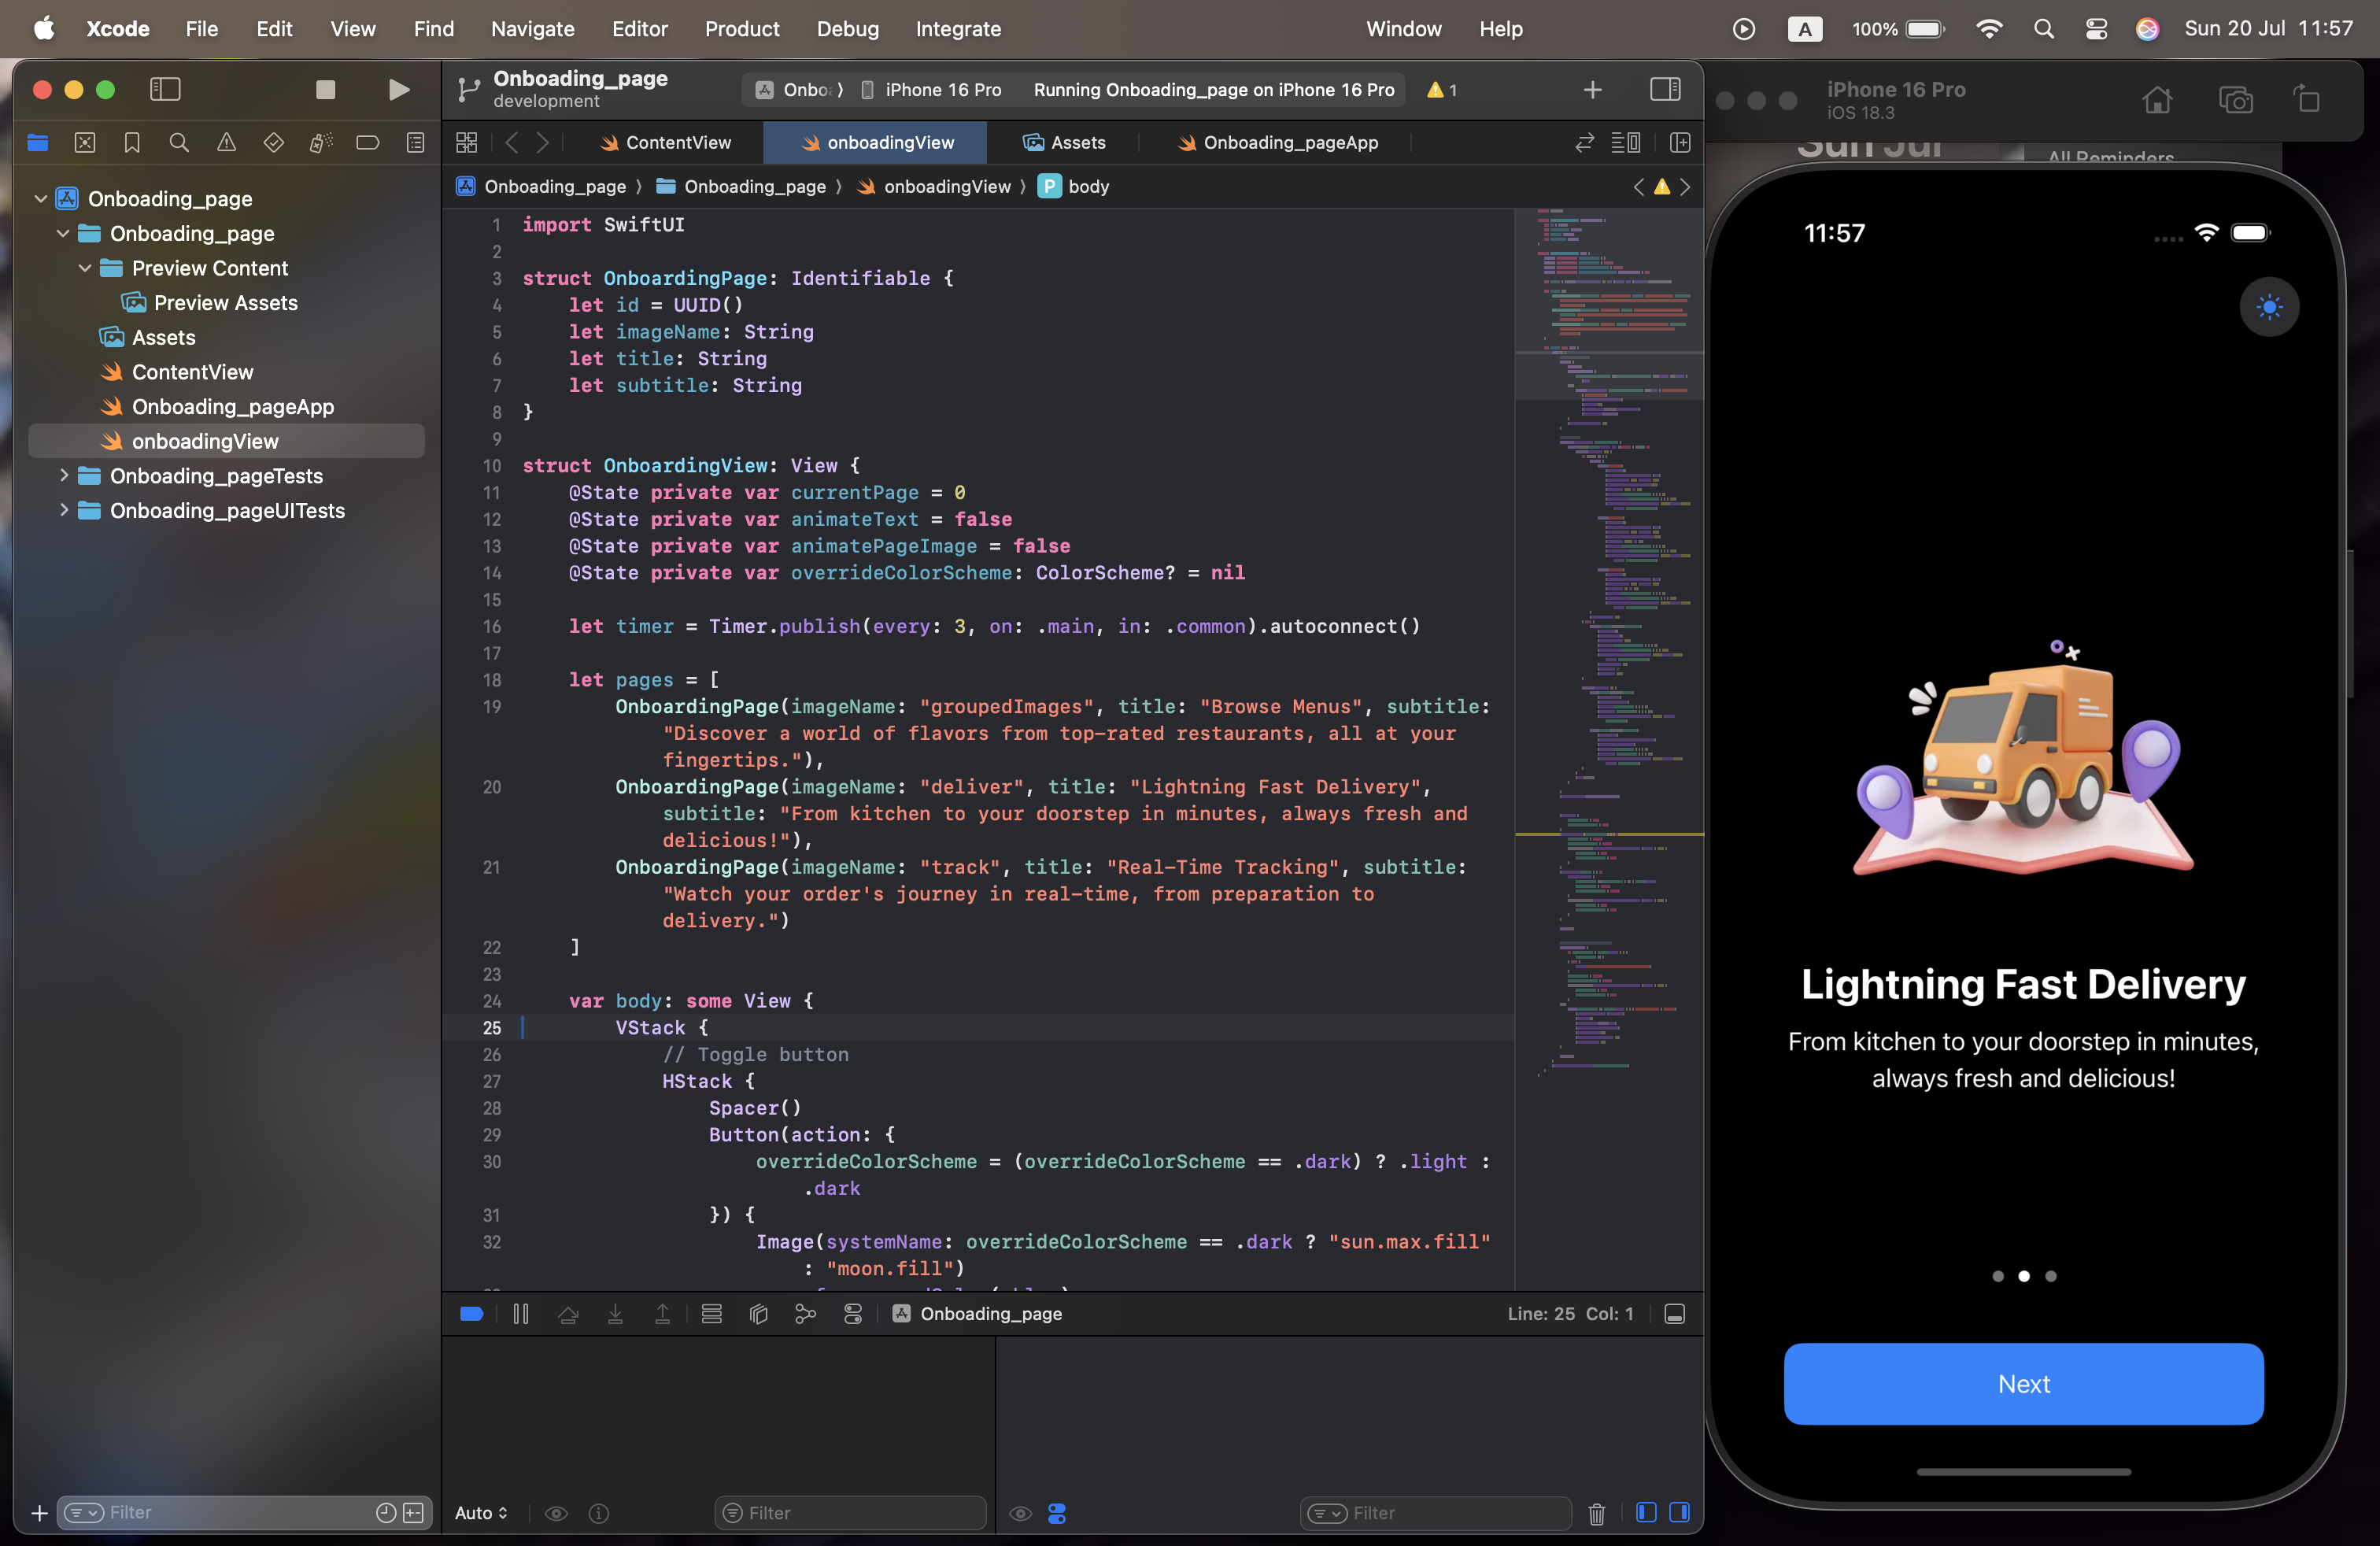 Xcode File Edit View Find Navigate Editor Product Debug Integrate Window Help A 100% Sun 20 Jul 11:57
Onboading_page
development
Onbo iPhone 16 Pro Running Onboading_page on iPhone 16 Pro 1
ContentView onboadingView Assets Onboading_pageApp
Onboading_page Onboading_page onboadingView P body
Onboading_page
Onboading_page
Preview Content
Preview Assets
Assets
ContentView
Onboading_pageApp
onboadingView
Onboading_pageTests
Onboading_pageUITests
Filter
1 import SwiftUI
2
3 struct OnboardingPage: Identifiable {
4 let id = UUID()
5 let imageName: String
6 let title: String
7 let subtitle: String
8 }
9
10 struct OnboardingView: View {
11 @State private var currentPage = 0
12 @State private var animateText = false
13 @State private var animatePageImage = false
14 @State private var overrideColorScheme: ColorScheme? = nil
15
16 let timer = Timer.publish(every: 3, on: .main, in: .common).autoconnect()
17
18 let pages = [
19 OnboardingPage(imageName: "groupedImages", title: "Browse Menus", subtitle:
"Discover a world of flavors from top-rated restaurants, all at your
fingertips."),
20 OnboardingPage(imageName: "deliver", title: "Lightning Fast Delivery",
subtitle: "From kitchen to your doorstep in minutes, always fresh and
delicious!"),
21 OnboardingPage(imageName: "track", title: "Real-Time Tracking", subtitle:
"Watch your order's journey in real-time, from preparation to
delivery.")
22 ]
23
24 var body: some View {
25 VStack {
26 // Toggle button
27 HStack {
28 Spacer()
29 Button(action: {
30 overrideColorScheme = (overrideColorScheme == .dark) ? .light :
.dark
31 }) {
32 Image(systemName: overrideColorScheme == .dark ? "sun.max.fill"
: "moon.fill")
Onboading_page Line: 25 Col: 1
Auto Filter Filter
iPhone 16 Pro
iOS 18.3
Sun Jul All Reminders
11:57
Lightning Fast Delivery
From kitchen to your doorstep in minutes,
always fresh and delicious!
Next